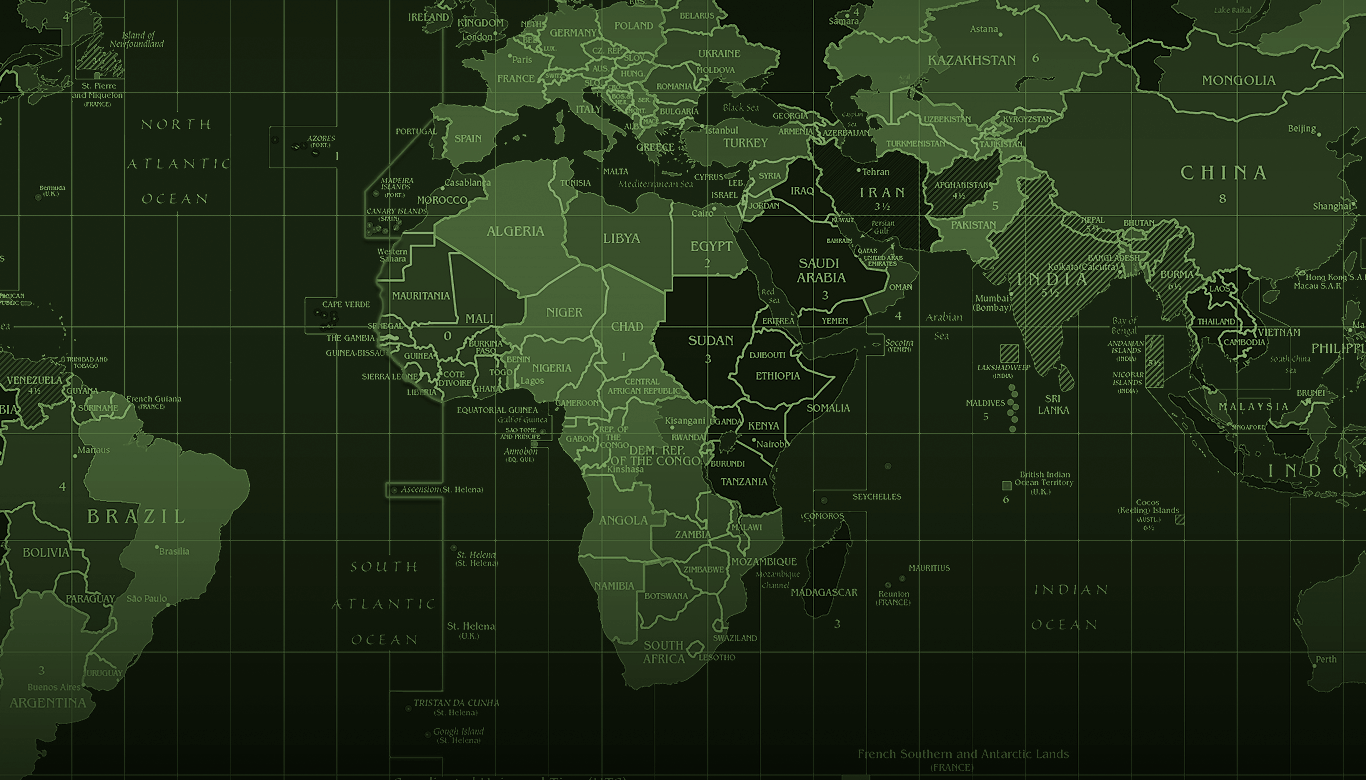 IRELAND
KINGDOM
London
NETH.
BEL.
LUX.
Paris
FRANCE
GERMANY
POLAND
BELARUS
CZ. REP.
SLOV.
AUS.
HUNG.
SWITZ.
UKRAINE
MOLDOVA
ROMANIA
SER.
BULGARIA
ALB.
ITALY
GREECE
PORTUGAL
SPAIN
MALTA
Mediterranean Sea
CYPRUS
Black Sea
Istanbul
TURKEY
GEORGIA
ARMENIA
AZERBAIJAN
Samara
4
Astana
KAZAKHSTAN 6
UZBEKISTAN
KYRGYZSTAN
TURKMENISTAN
TAJIKISTAN
Lake Baikal
MONGOLIA
Beijing
CHINA
8
Shanghai
Hong Kong S.A.R.
Macau S.A.R.
Island of
Newfoundland
St. Pierre
and Miquelon
(FRANCE)
NORTH
ATLANTIC
OCEAN
Bermuda
(U.K.)
AZORES
(PORT.)
1
MADEIRA
ISLANDS
(PORT.)
CANARY ISLANDS
(SPAIN)
Casablanca
MOROCCO
Western
Sahara
ALGERIA
TUNISIA
LIBYA
EGYPT
2
Cairo
LEB.
ISRAEL
JORDAN
SYRIA
IRAQ
KUWAIT
Tehran
IRAN
3 ½
AFGHANISTAN
4½
5
PAKISTAN
Persian
Gulf
BAHRAIN
QATAR
UNITED ARAB
EMIRATES
SAUDI
ARABIA
3
OMAN
YEMEN
4
Arabian
Sea
Socotra
(YEMEN)
Red
Sea
NEPAL
BHUTAN
BANGLADESH
Kolkata(Calcutta)
INDIA
5½
Mumbai
(Bombay)
BURMA
6½
LAOS
THAILAND
VIETNAM
CAMBODIA
South China
Sea
PHILIPP
Bay of
Bengal
ANDAMAN
ISLANDS
(INDIA)
NICOBAR
ISLANDS
(INDIA)
5½
LAKSHADWEEP
(INDIA)
MALDIVES
5
SRI
LANKA
MALAYSIA
BRUNEI
SINGAPORE
INDON
CAPE VERDE
MAURITANIA
MALI
0
SENEGAL
THE GAMBIA
GUINEA-BISSAU
GUINEA
SIERRA LEONE
LIBERIA
CÔTE
D'IVOIRE
BURKINA
FASO
GHANA
TOGO
BENIN
NIGER
NIGERIA
Lagos
CHAD
1
SUDAN
3
ERITREA
DJIBOUTI
ETHIOPIA
SOMALIA
CENTRAL
AFRICAN REPUBLIC
CAMEROON
EQUATORIAL GUINEA
Gulf of Guinea
SAO TOME
AND PRINCIPE
Annobón
(EQ. GUI.)
GABON
REP. OF
THE
CONGO
DEM. REP.
OF THE CONGO
Kinshasa
Kisangani
UGANDA
RWANDA
BURUNDI
KENYA
Nairobi
TANZANIA
SEYCHELLES
COMOROS
ANGOLA
ZAMBIA
MALAWI
MOZAMBIQUE
Mozambique
Channel
ZIMBABWE
NAMIBIA
BOTSWANA
SOUTH
AFRICA
SWAZILAND
LESOTHO
MADAGASCAR
3
MAURITIUS
Reunion
(FRANCE)
British Indian
Ocean Territory
(U.K.)
6
Cocos
(Keeling) Islands
(AUSTL.)
6½
INDIAN
OCEAN
Perth
VENEZUELA
4½
TRINIDAD AND
TOBAGO
GUYANA
SURINAME
French Guiana
(FRANCE)
Manaus
4
BRAZIL
Brasília
BOLIVIA
PARAGUAY
São Paulo
3
URUGUAY
Buenos Aires
ARGENTINA
Ascension(St. Helena)
St. Helena
(St. Helena)
SOUTH
ATLANTIC
OCEAN
St. Helena
(U.K.)
TRISTAN DA CUNHA
(St. Helena)
Gough Island
(St. Helena)
French Southern and Antarctic Lands
(FRANCE)